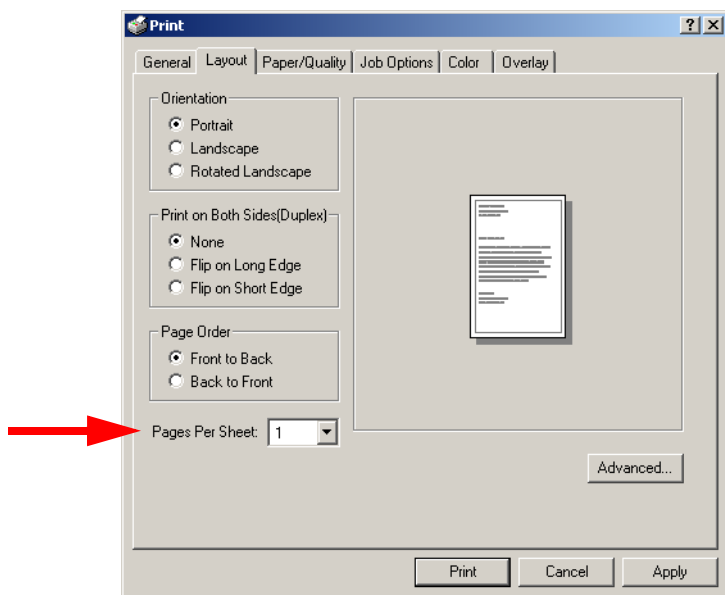 Print
General Layout Paper/Quality Job Options Color Overlay
Orientation
Portrait
Landscape
Rotated Landscape
Print on Both Sides(Duplex)
None
Flip on Long Edge
Flip on Short Edge
Page Order
Front to Back
Back to Front
Pages Per Sheet: 1
Advanced...
Print Cancel Apply